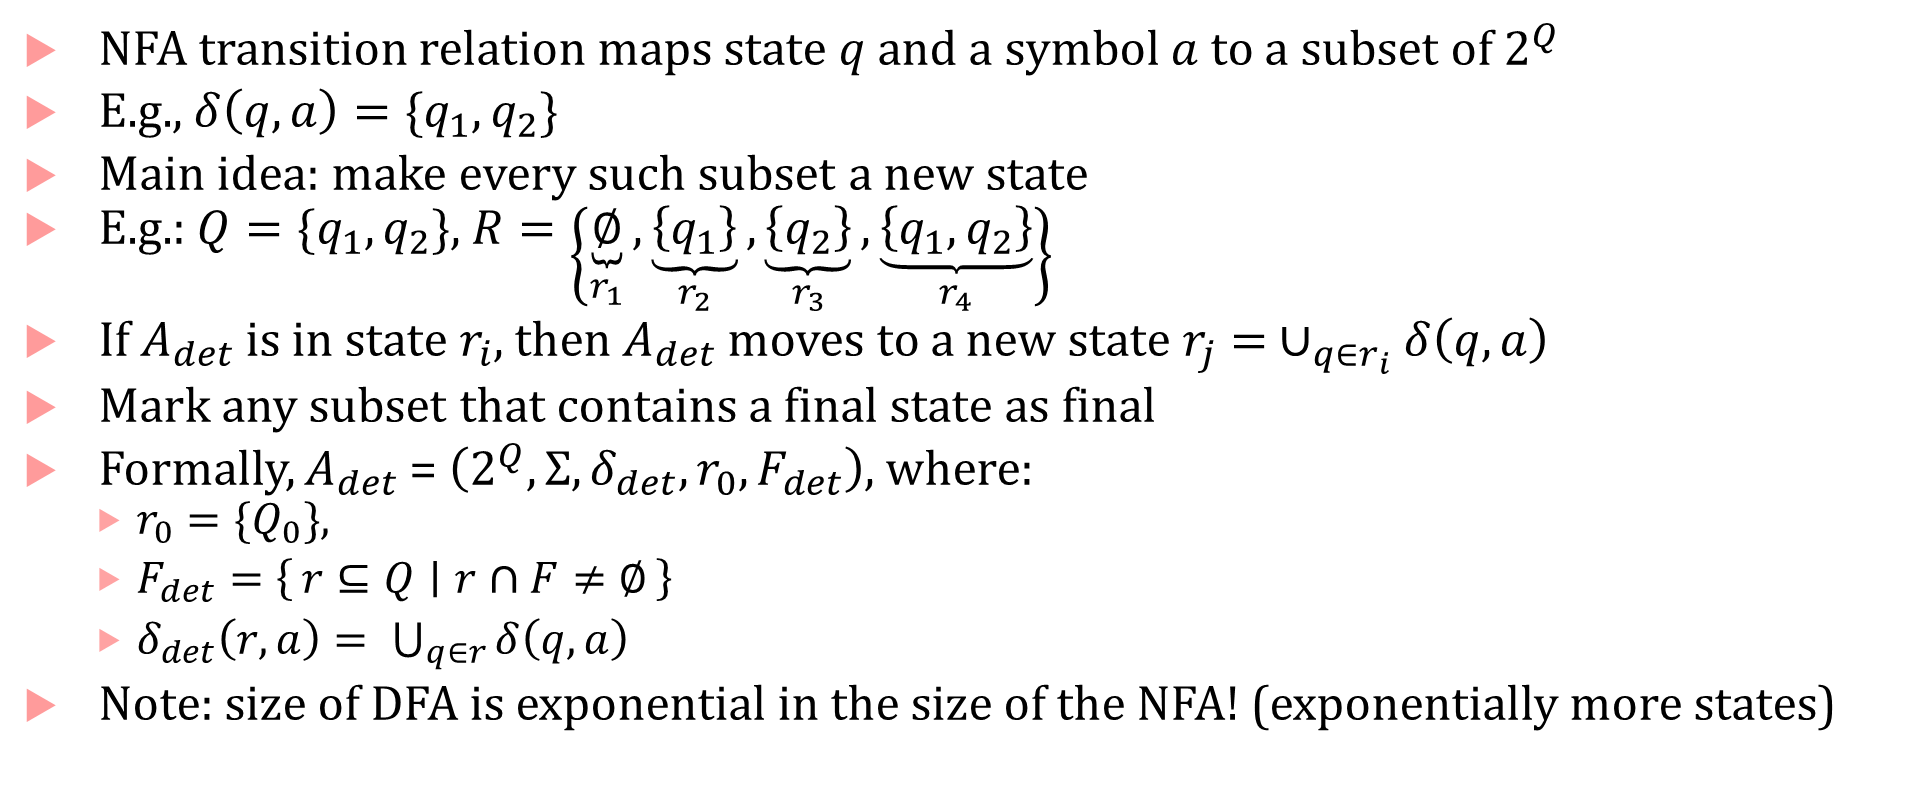 NFA transition relation maps state q and a symbol a to a subset of 2^Q
E.g., δ(q, a) = {q₁, q₂}
Main idea: make every such subset a new state
E.g.: Q = {q₁, q₂}, R = {∅, {q₁}, {q₂}, {q₁, q₂}}
r₁ r₂ r₃ r₄
If A_det is in state r_i, then A_det moves to a new state r_j = ∪_{q∈r_i} δ(q, a)
Mark any subset that contains a final state as final
Formally, A_det = (2^Q, Σ, δ_det, r₀, F_det), where:
r₀ = {Q₀},
F_det = { r ⊆ Q | r ∩ F ≠ ∅ }
δ_det(r, a) = ⋃_{q∈r} δ(q, a)
Note: size of DFA is exponential in the size of the NFA! (exponentially more states)